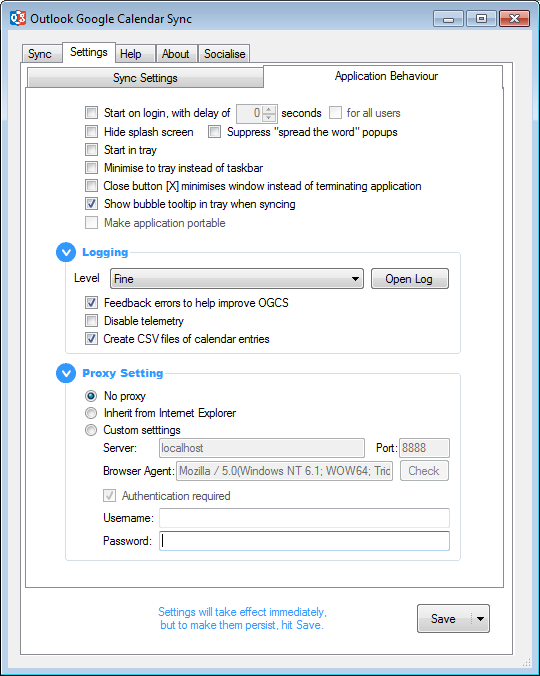 Outlook Google Calendar Sync
Sync Settings Help About Socialise
Sync Settings Application Behaviour
Start on login, with delay of 0 seconds for all users
Hide splash screen Suppress "spread the word" popups
Start in tray
Minimise to tray instead of taskbar
Close button [X] minimises window instead of terminating application
Show bubble tooltip in tray when syncing
Make application portable
Logging
Level Fine Open Log
Feedback errors to help improve OGCS
Disable telemetry
Create CSV files of calendar entries
Proxy Setting
No proxy
Inherit from Internet Explorer
Custom setttings
Server: localhost Port: 8888
Browser Agent: Mozilla / 5.0(Windows NT 6.1; WOW64; Tric Check
Authentication required
Username:
Password:
Settings will take effect immediately,
but to make them persist, hit Save.
Save